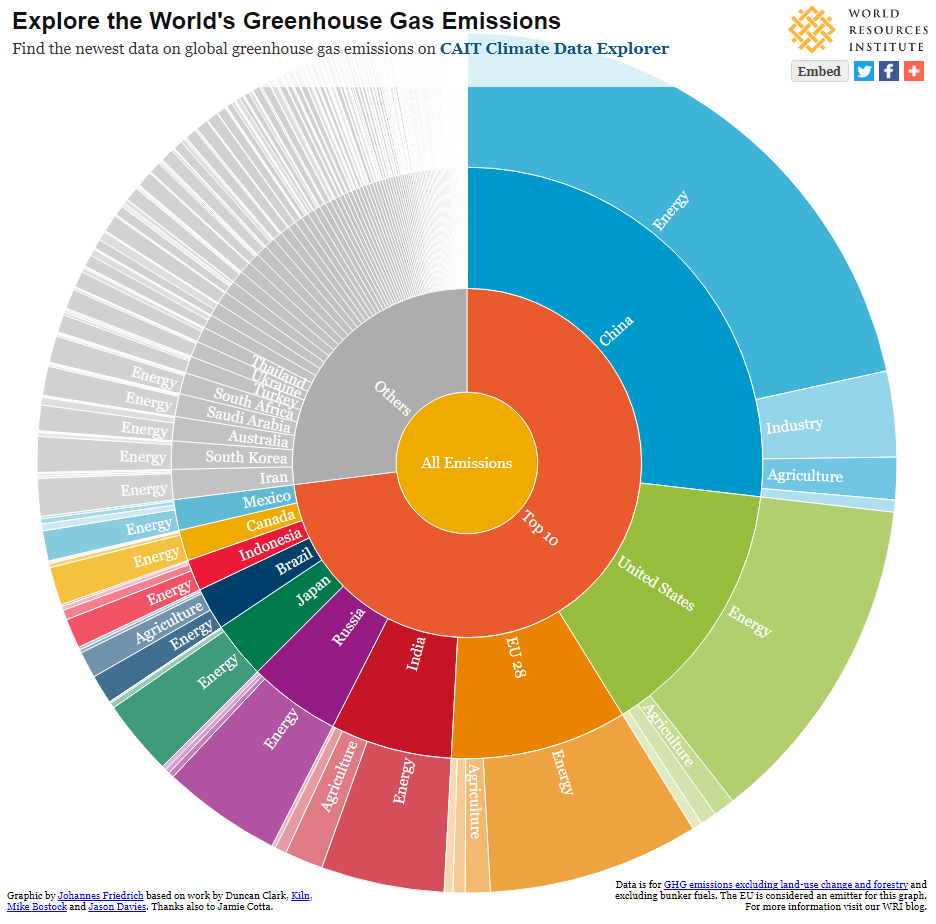 Explore the World's Greenhouse Gas Emissions
Find the newest data on global greenhouse gas emissions on CAIT Climate Data Explorer
WORLD
RESOURCES
INSTITUTE
Embed
Energy
China
Industry
Agriculture
Others
All Emissions
Top 10
United States
Energy
Agriculture
EU 28
Energy
Agriculture
India
Energy
Agriculture
Russia
Energy
Japan
Energy
Brazil
Energy
Agriculture
Indonesia
Energy
Canada
Energy
Mexico
Energy
Iran
Energy
South Korea
Energy
Australia
Energy
Saudi Arabia
Energy
South Africa
Energy
Turkey
Ukraine
Thailand
Graphic by Johannes Friedrich based on work by Duncan Clark, Kiln,
Mike Bostock and Jason Davies. Thanks also to Jamie Cotta.
Data is for GHG emissions excluding land-use change and forestry and
excluding bunker fuels. The EU is considered an emitter for this graph.
For more information visit our WRI blog.